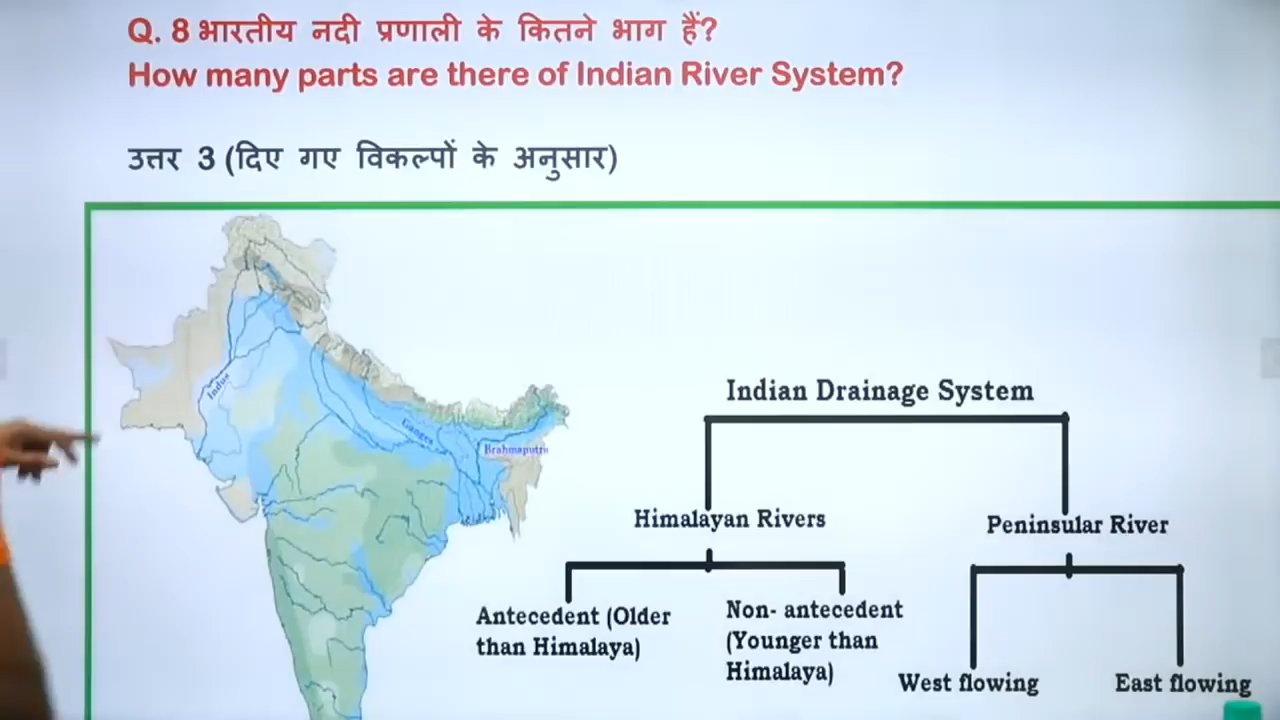 Q. 8 भारतीय नदी प्रणाली के कितने भाग हैं?
How many parts are there of Indian River System?
उत्तर 3 (दिए गए विकल्पों के अनुसार)
Indus
Ganges
Brahmaputra
Indian Drainage System
Himalayan Rivers
Peninsular River
Antecedent (Older
than Himalaya)
Non- antecedent
(Younger than
Himalaya)
West flowing
East flowing